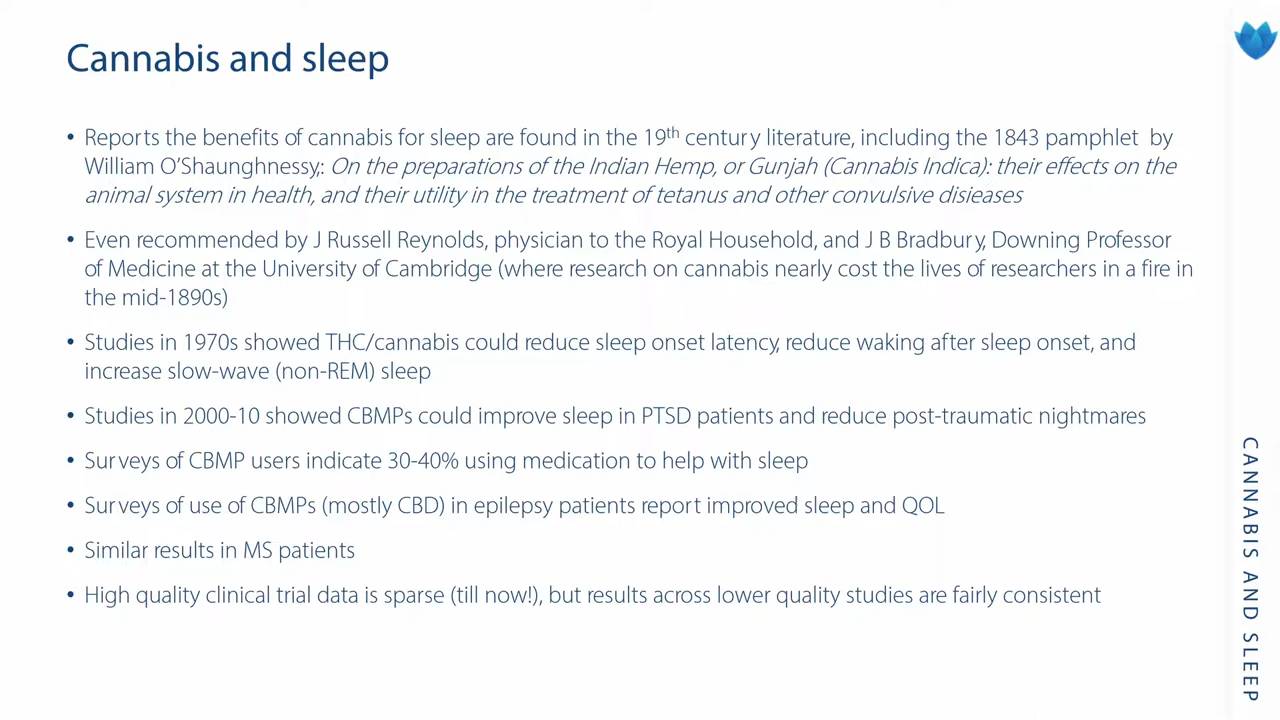 Cannabis and sleep
• Reports the benefits of cannabis for sleep are found in the 19th century literature, including the 1843 pamphlet by
William O'Shaunghnessy,: On the preparations of the Indian Hemp, or Gunjah (Cannabis Indica): their effects on the
animal system in health, and their utility in the treatment of tetanus and other convulsive disieases
• Even recommended by J Russell Reynolds, physician to the Royal Household, and J B Bradbury, Downing Professor
of Medicine at the University of Cambridge (where research on cannabis nearly cost the lives of researchers in a fire in
the mid-1890s)
• Studies in 1970s showed THC/cannabis could reduce sleep onset latency, reduce waking after sleep onset, and
increase slow-wave (non-REM) sleep
• Studies in 2000-10 showed CBMPs could improve sleep in PTSD patients and reduce post-traumatic nightmares
• Surveys of CBMP users indicate 30-40% using medication to help with sleep
• Surveys of use of CBMPs (mostly CBD) in epilepsy patients report improved sleep and QOL
• Similar results in MS patients
• High quality clinical trial data is sparse (till now!), but results across lower quality studies are fairly consistent
CANNABIS AND SLEEP